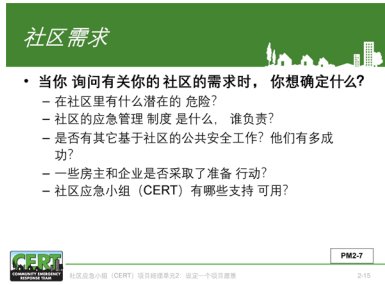 社区需求
• 当你 询问有关你的 社区的需求时， 你想确定什么?
– 在社区里有什么潜在的 危险?
– 社区的应急管理 制度 是什么， 谁负责?
– 是否有其它基于社区的公共安全工作? 他们有多成
功?
– 一些房主和企业是否采取了准备 行动?
– 社区应急小组（CERT）有哪些支持 可用?
PM2-7
CERT
COMMUNITY EMERGENCY
RESPONSE TEAM
社区应急小组（CERT）项目经理单元2：设定一个项目愿景
2-15